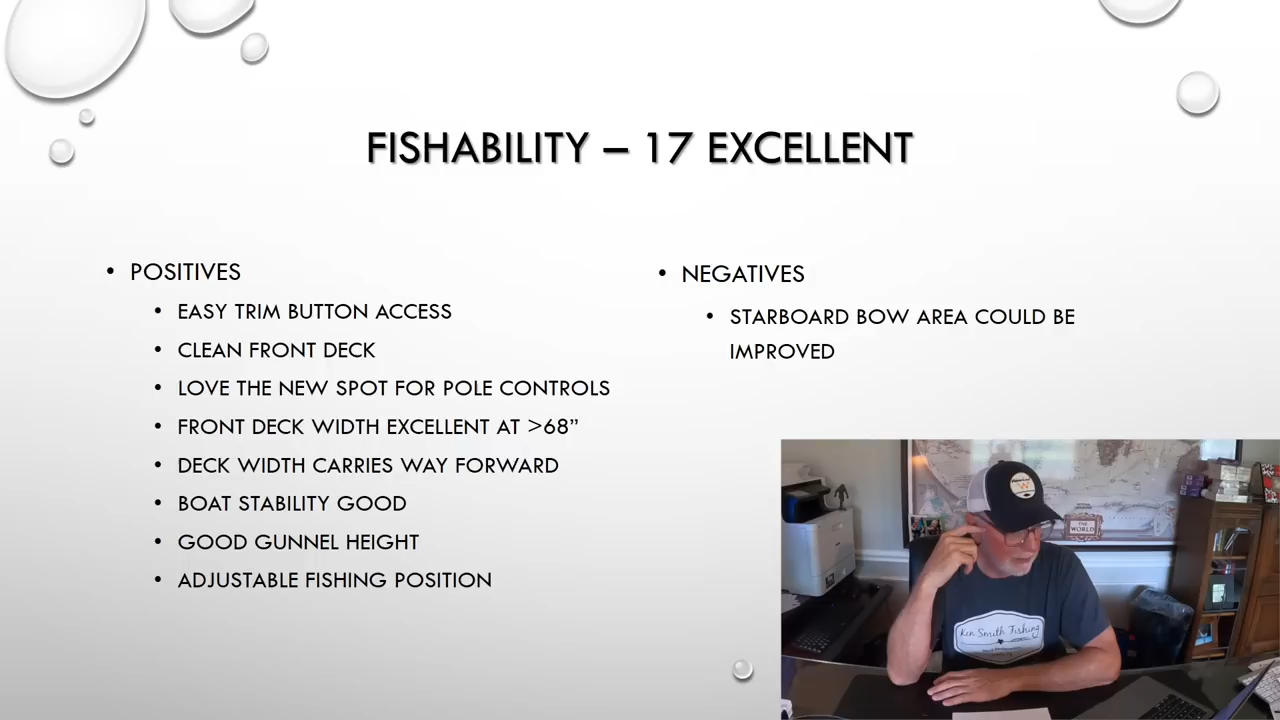 FISHABILITY – 17 EXCELLENT
• POSITIVES
• EASY TRIM BUTTON ACCESS
• CLEAN FRONT DECK
• LOVE THE NEW SPOT FOR POLE CONTROLS
• FRONT DECK WIDTH EXCELLENT AT >68”
• DECK WIDTH CARRIES WAY FORWARD
• BOAT STABILITY GOOD
• GOOD GUNNEL HEIGHT
• ADJUSTABLE FISHING POSITION
• NEGATIVES
• STARBOARD BOW AREA COULD BE
IMPROVED
THE
WORLD
Ken Smith Fishing